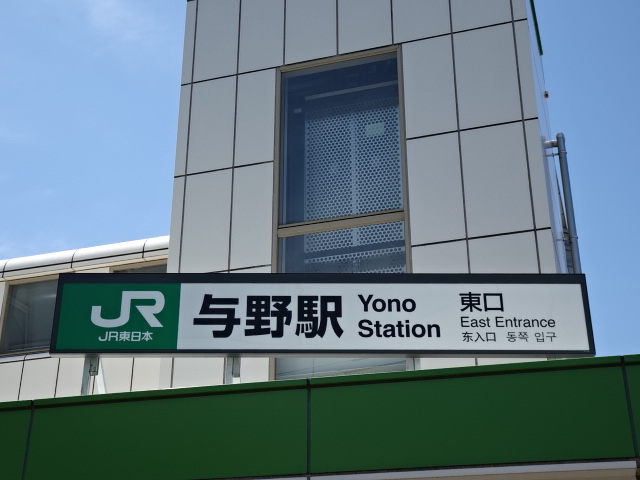 JR
JR東日本
与野駅
Yono
Station
東口
East Entrance
东入口 동쪽 입구